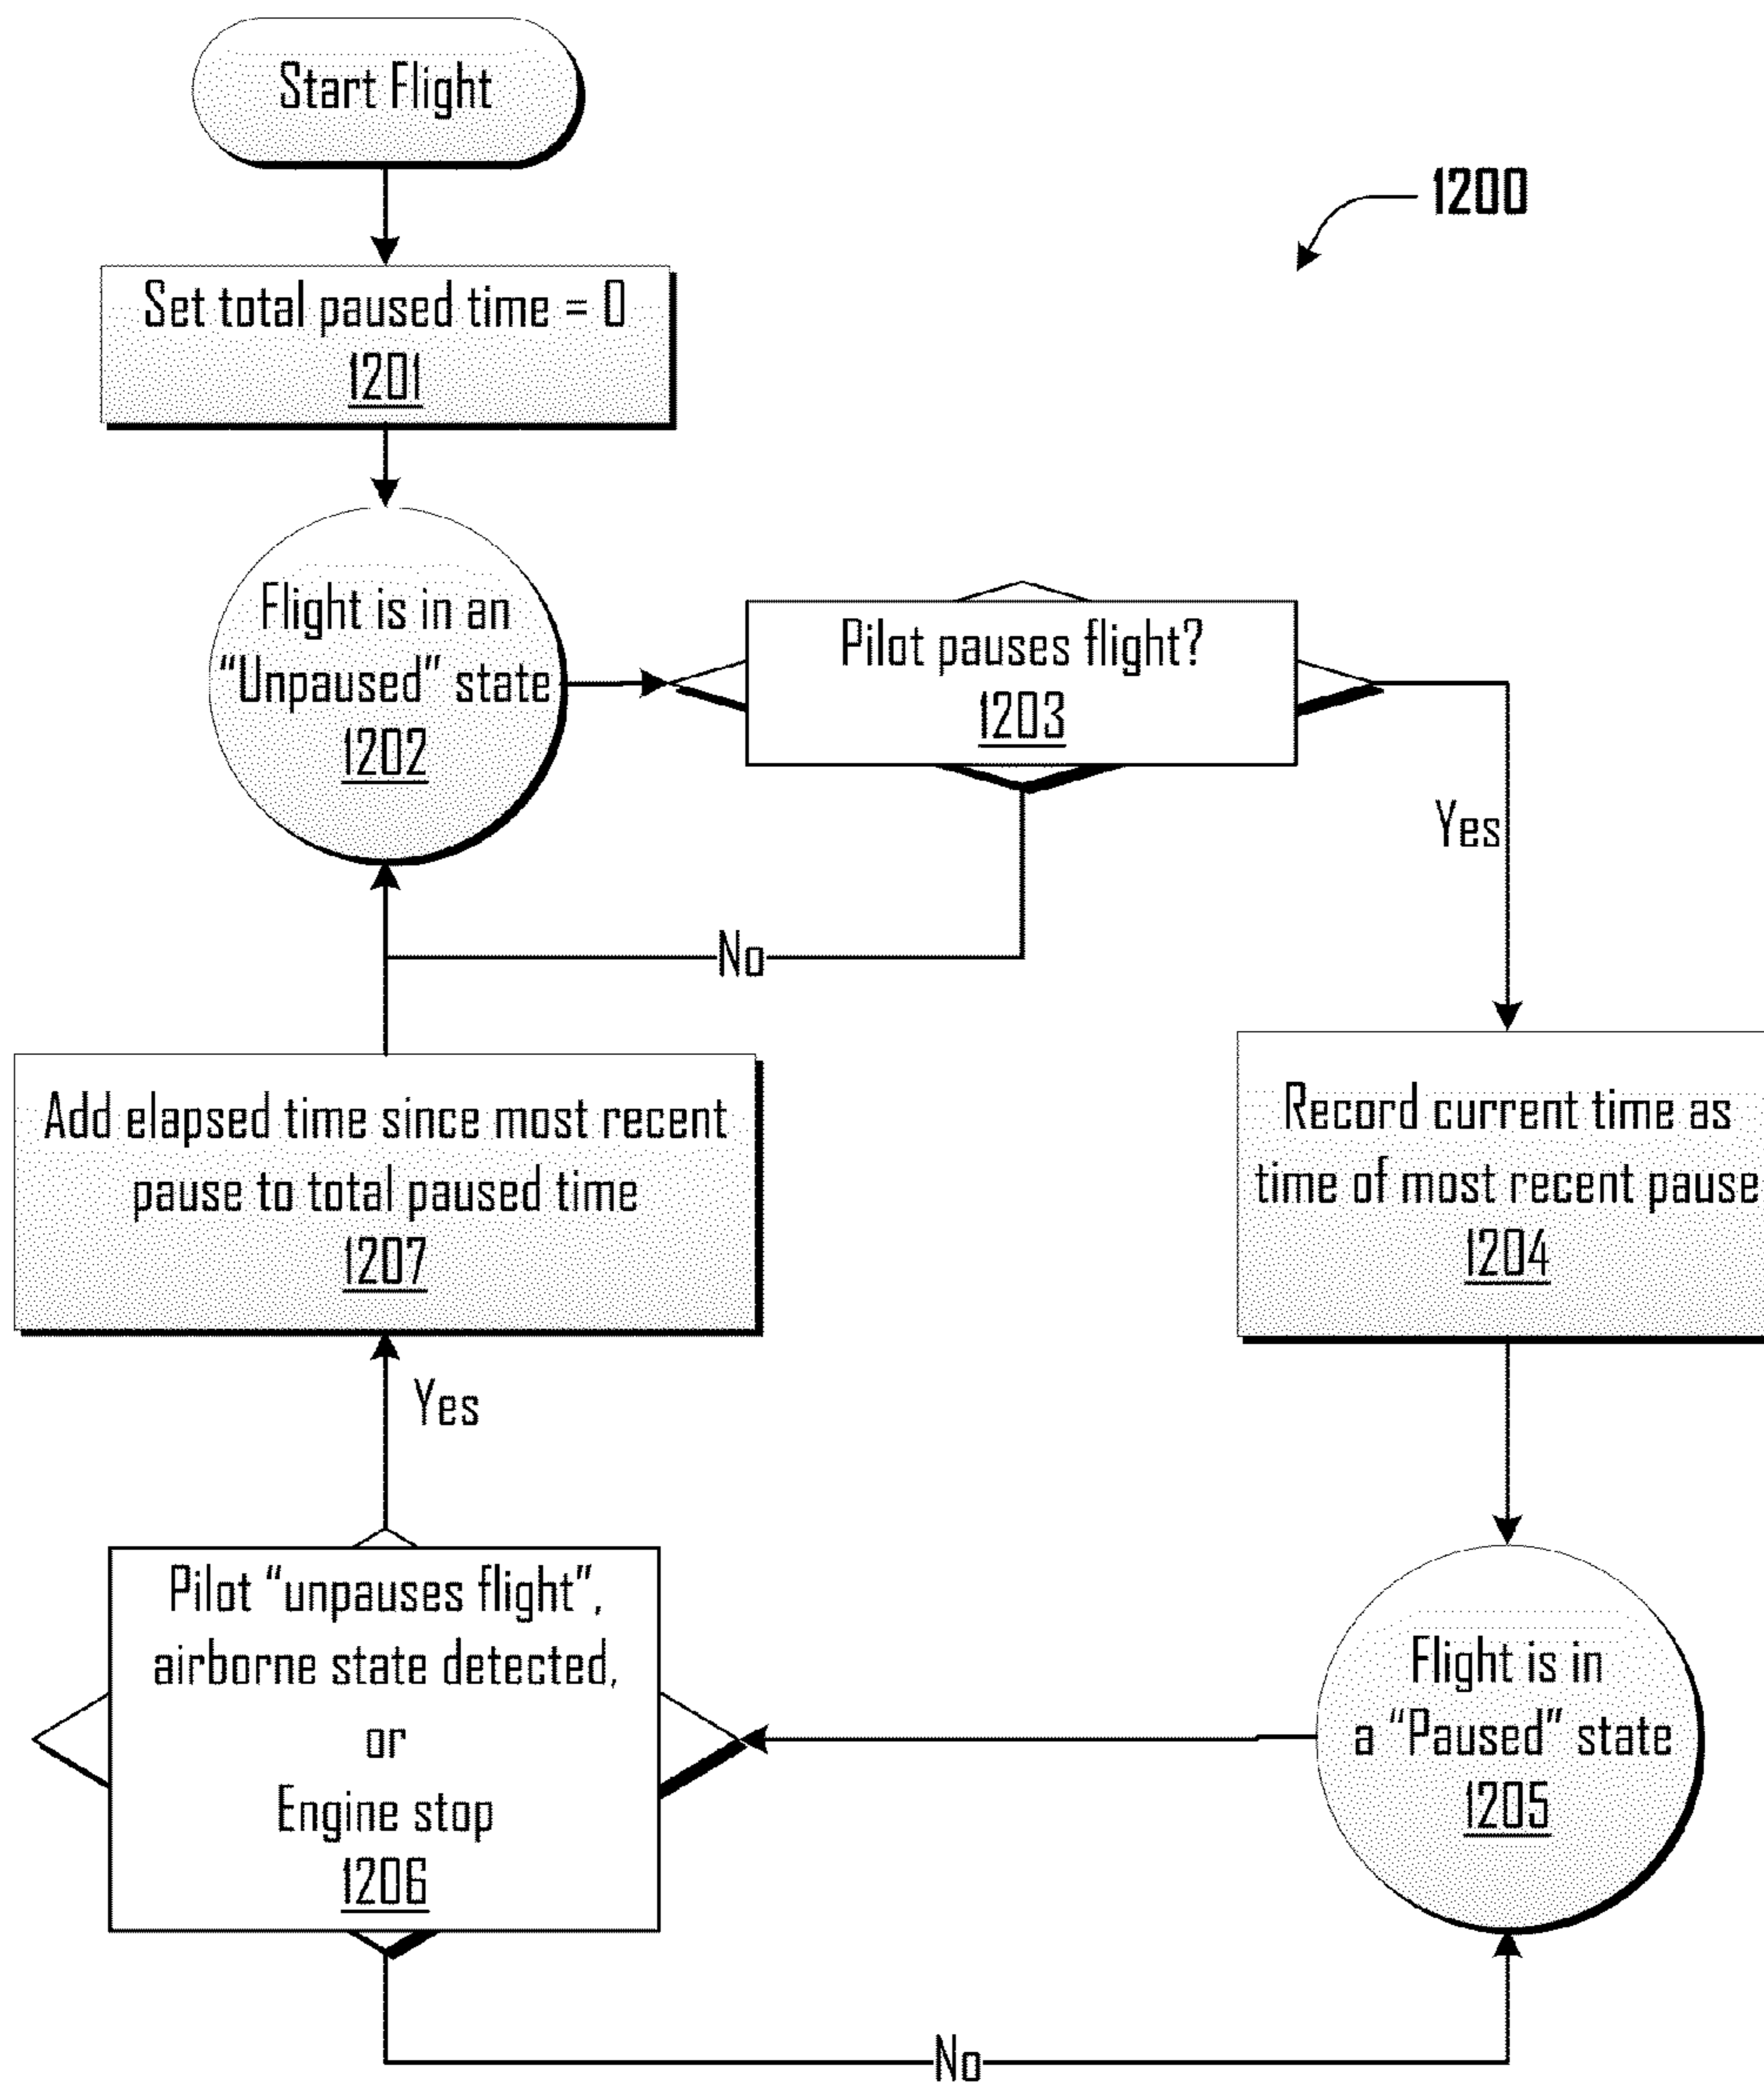 Start Flight
1200
Set total paused time = 0
1201
Flight is in an
“Unpaused” state
1202
Pilot pauses flight?
1203
Yes
No
Add elapsed time since most recent
pause to total paused time
1207
Record current time as
time of most recent pause
1204
Yes
Pilot “unpauses flight”,
airborne state detected,
or
Engine stop
1206
Flight is in
a “Paused” state
1205
No